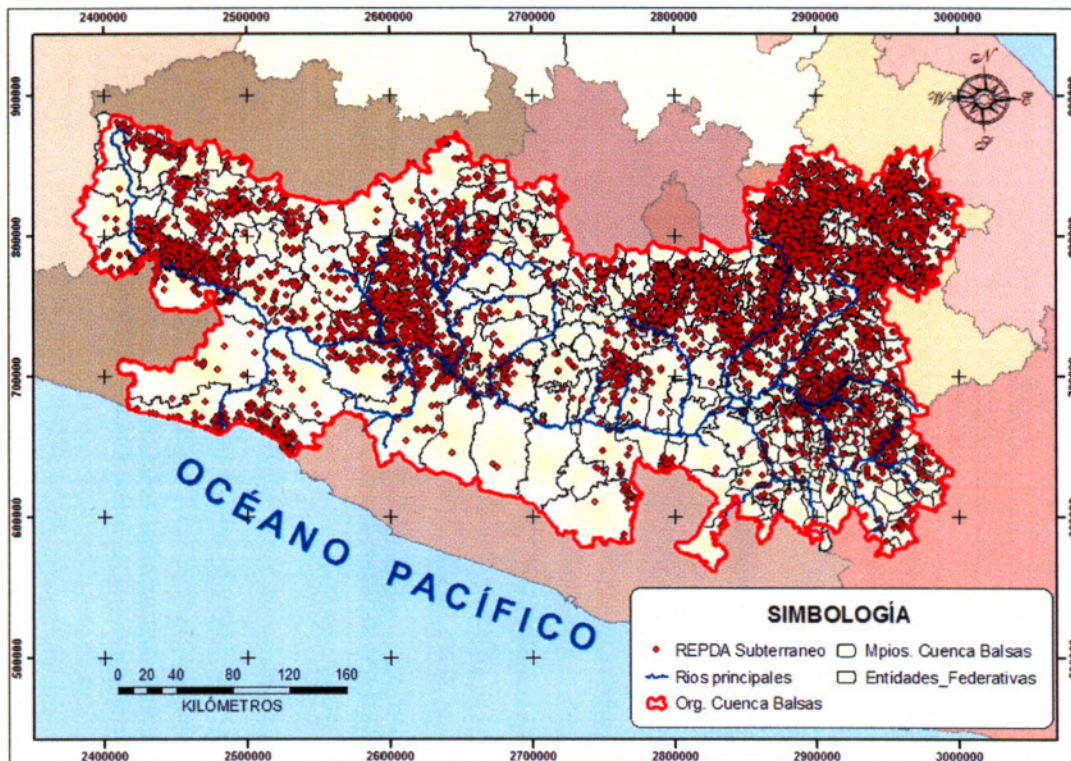 2400000 2500000 2600000 2700000 2800000 2900000 3000000
900000
800000
700000
600000
500000
N
OCÉANO PACÍFICO
0 20 40 80 120 160
KILÓMETROS
SIMBOLOGÍA
REPDA Subterraneo
Mpios. Cuenca Balsas
Rios principales
Entidades_Federativas
Org. Cuenca Balsas
2400000 2500000 2600000 2700000 2800000 2900000 3000000